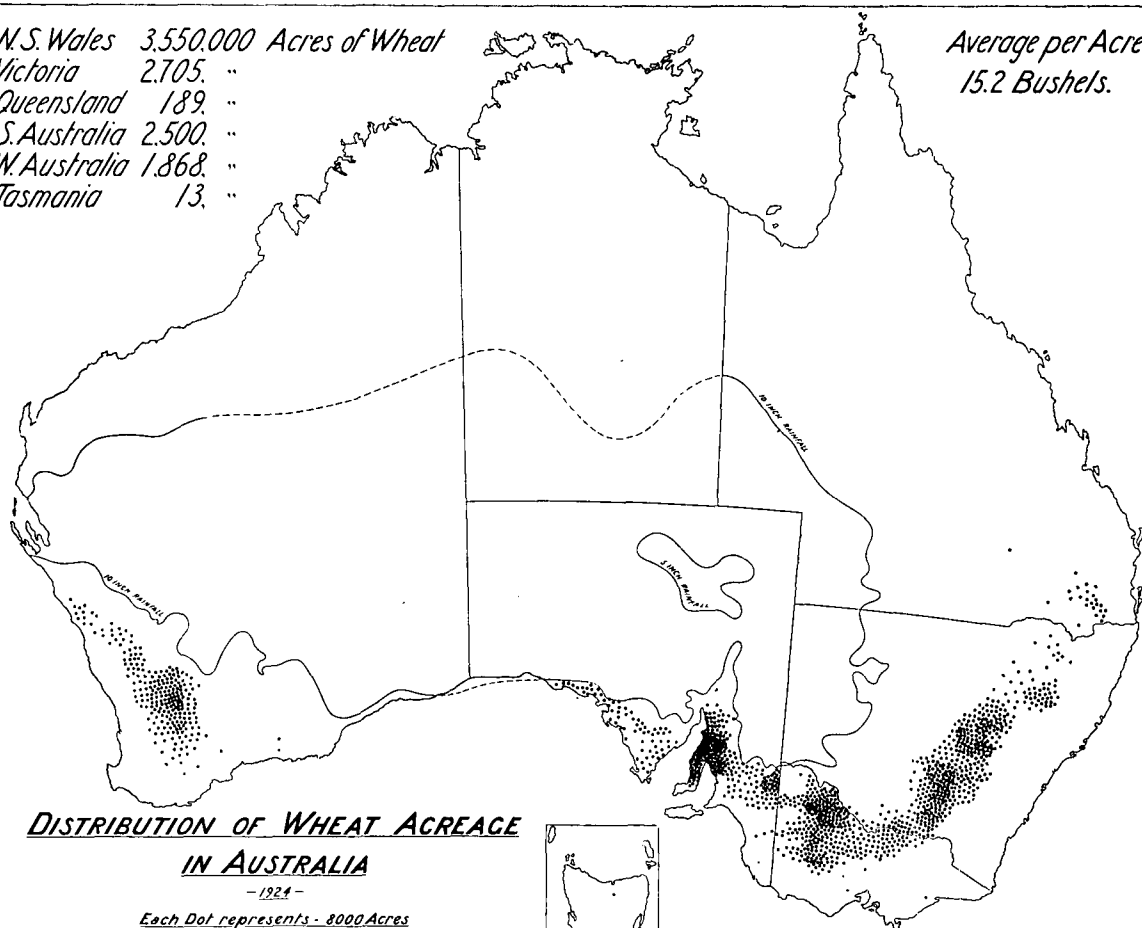 N.S. Wales 3,550,000 Acres of Wheat
Victoria 2,705, "
Queensland 189, "
S. Australia 2,500, "
W. Australia 1,868, "
Tasmania 13, "
Average per Acre
15.2 Bushels.
10 INCH RAINFALL
5 INCH RAINFALL
10 INCH RAINFALL
DISTRIBUTION OF WHEAT ACREAGE
IN AUSTRALIA
-1924-
Each Dot represents - 8000 Acres